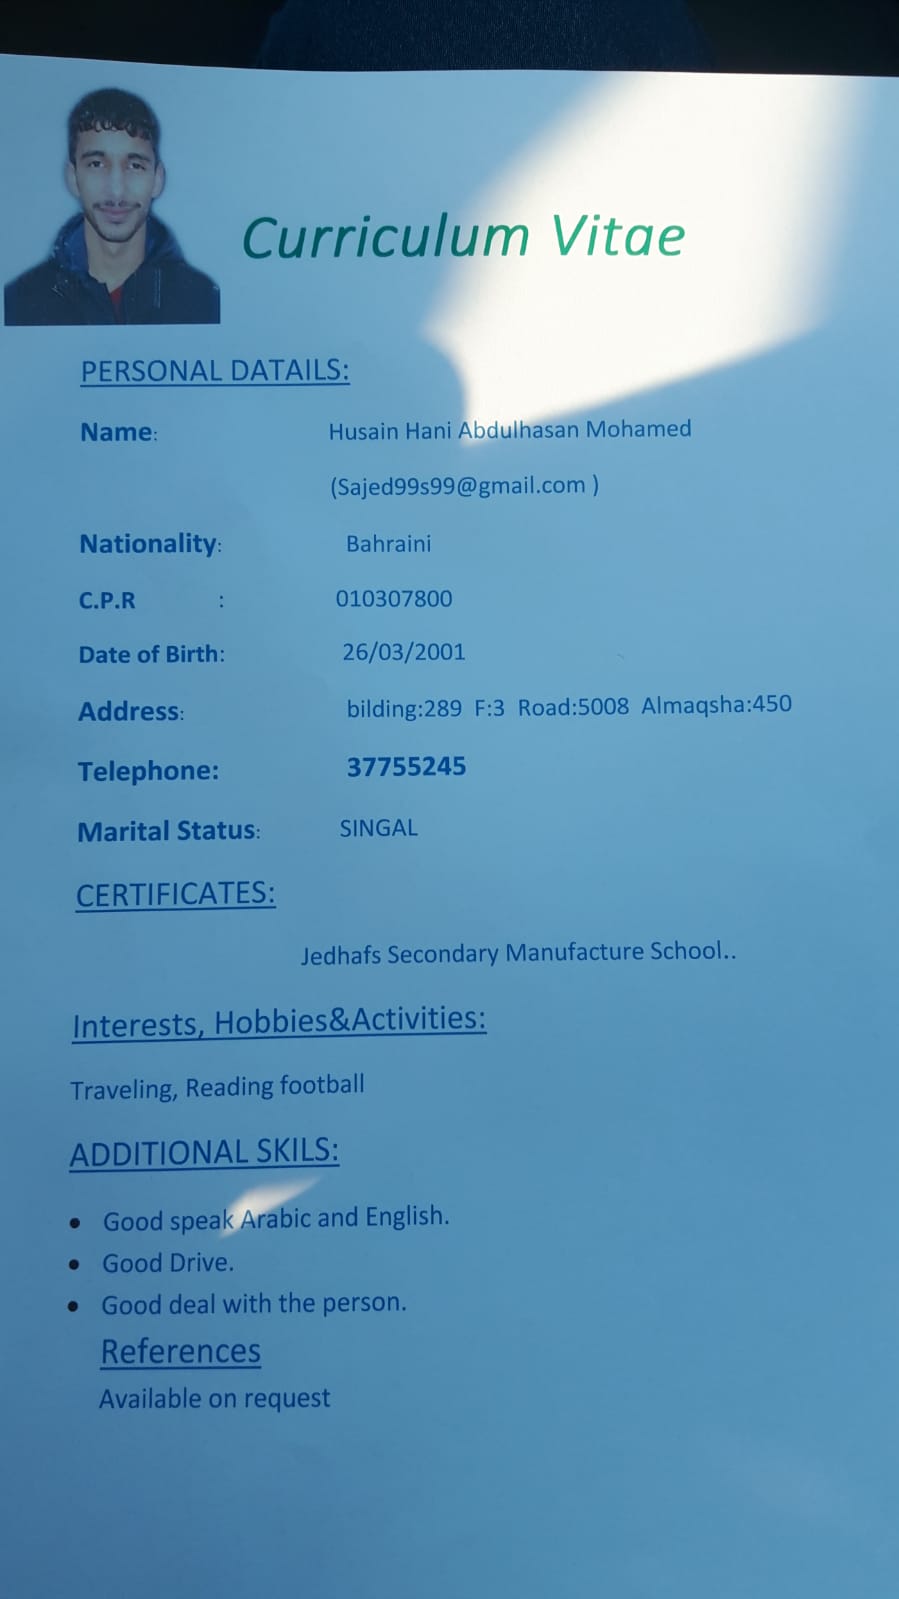 Curriculum Vitae
PERSONAL DATAILS:
Name: Husain Hani Abdulhasan Mohamed
(Sajed99s99@gmail.com )
Nationality: Bahraini
C.P.R : 010307800
Date of Birth: 26/03/2001
Address: bilding:289 F:3 Road:5008 Almaqsha:450
Telephone: 37755245
Marital Status: SINGAL
CERTIFICATES:
Jedhafs Secondary Manufacture School..
Interests, Hobbies&Activities:
Traveling, Reading football
ADDITIONAL SKILS:
• Good speak Arabic and English.
• Good Drive.
• Good deal with the person.
References
Available on request